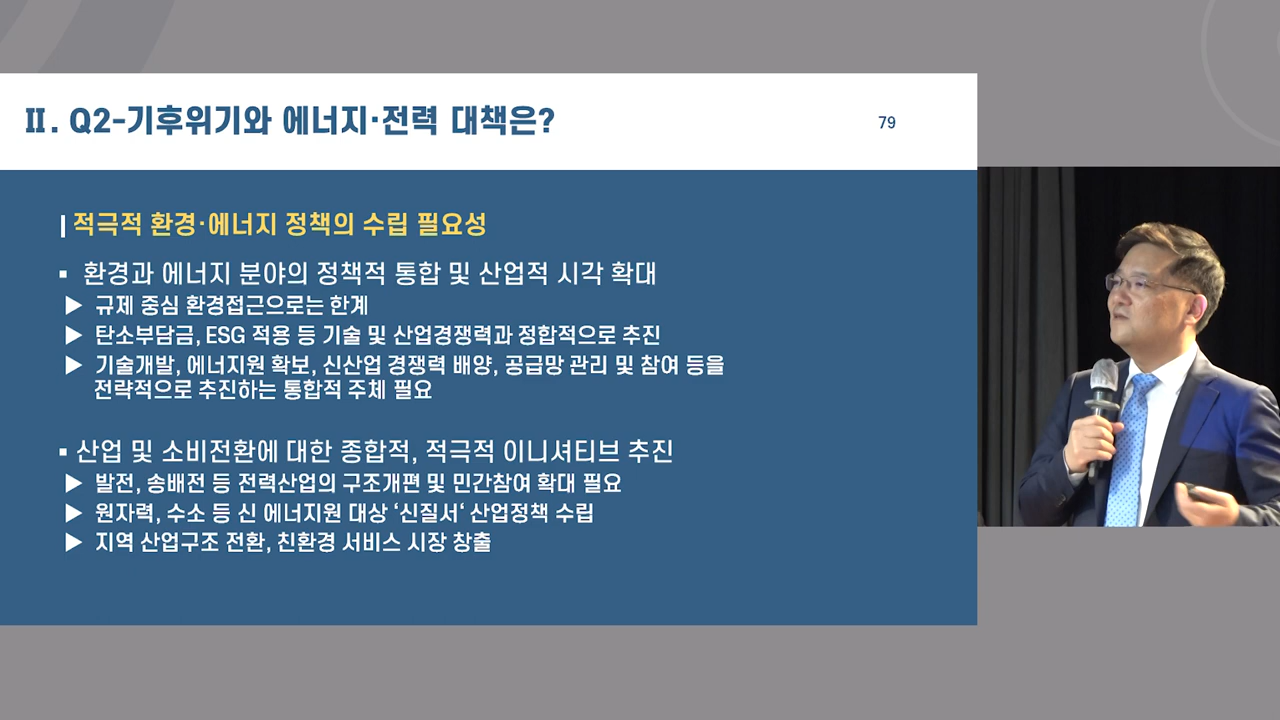 Ⅱ. Q2-기후위기와 에너지·전력 대책은?
79
적극적 환경·에너지 정책의 수립 필요성
▪ 환경과 에너지 분야의 정책적 통합 및 산업적 시각 확대
▶ 규제 중심 환경접근으로는 한계
▶ 탄소부담금, ESG 적용 등 기술 및 산업경쟁력과 정합적으로 추진
▶ 기술개발, 에너지원 확보, 신산업 경쟁력 배양, 공급망 관리 및 참여 등을
전략적으로 추진하는 통합적 주체 필요
▪ 산업 및 소비전환에 대한 종합적, 적극적 이니셔티브 추진
▶ 발전, 송배전 등 전력산업의 구조개편 및 민간참여 확대 필요
▶ 원자력, 수소 등 신 에너지원 대상 ‘신질서‘ 산업정책 수립
▶ 지역 산업구조 전환, 친환경 서비스 시장 창출